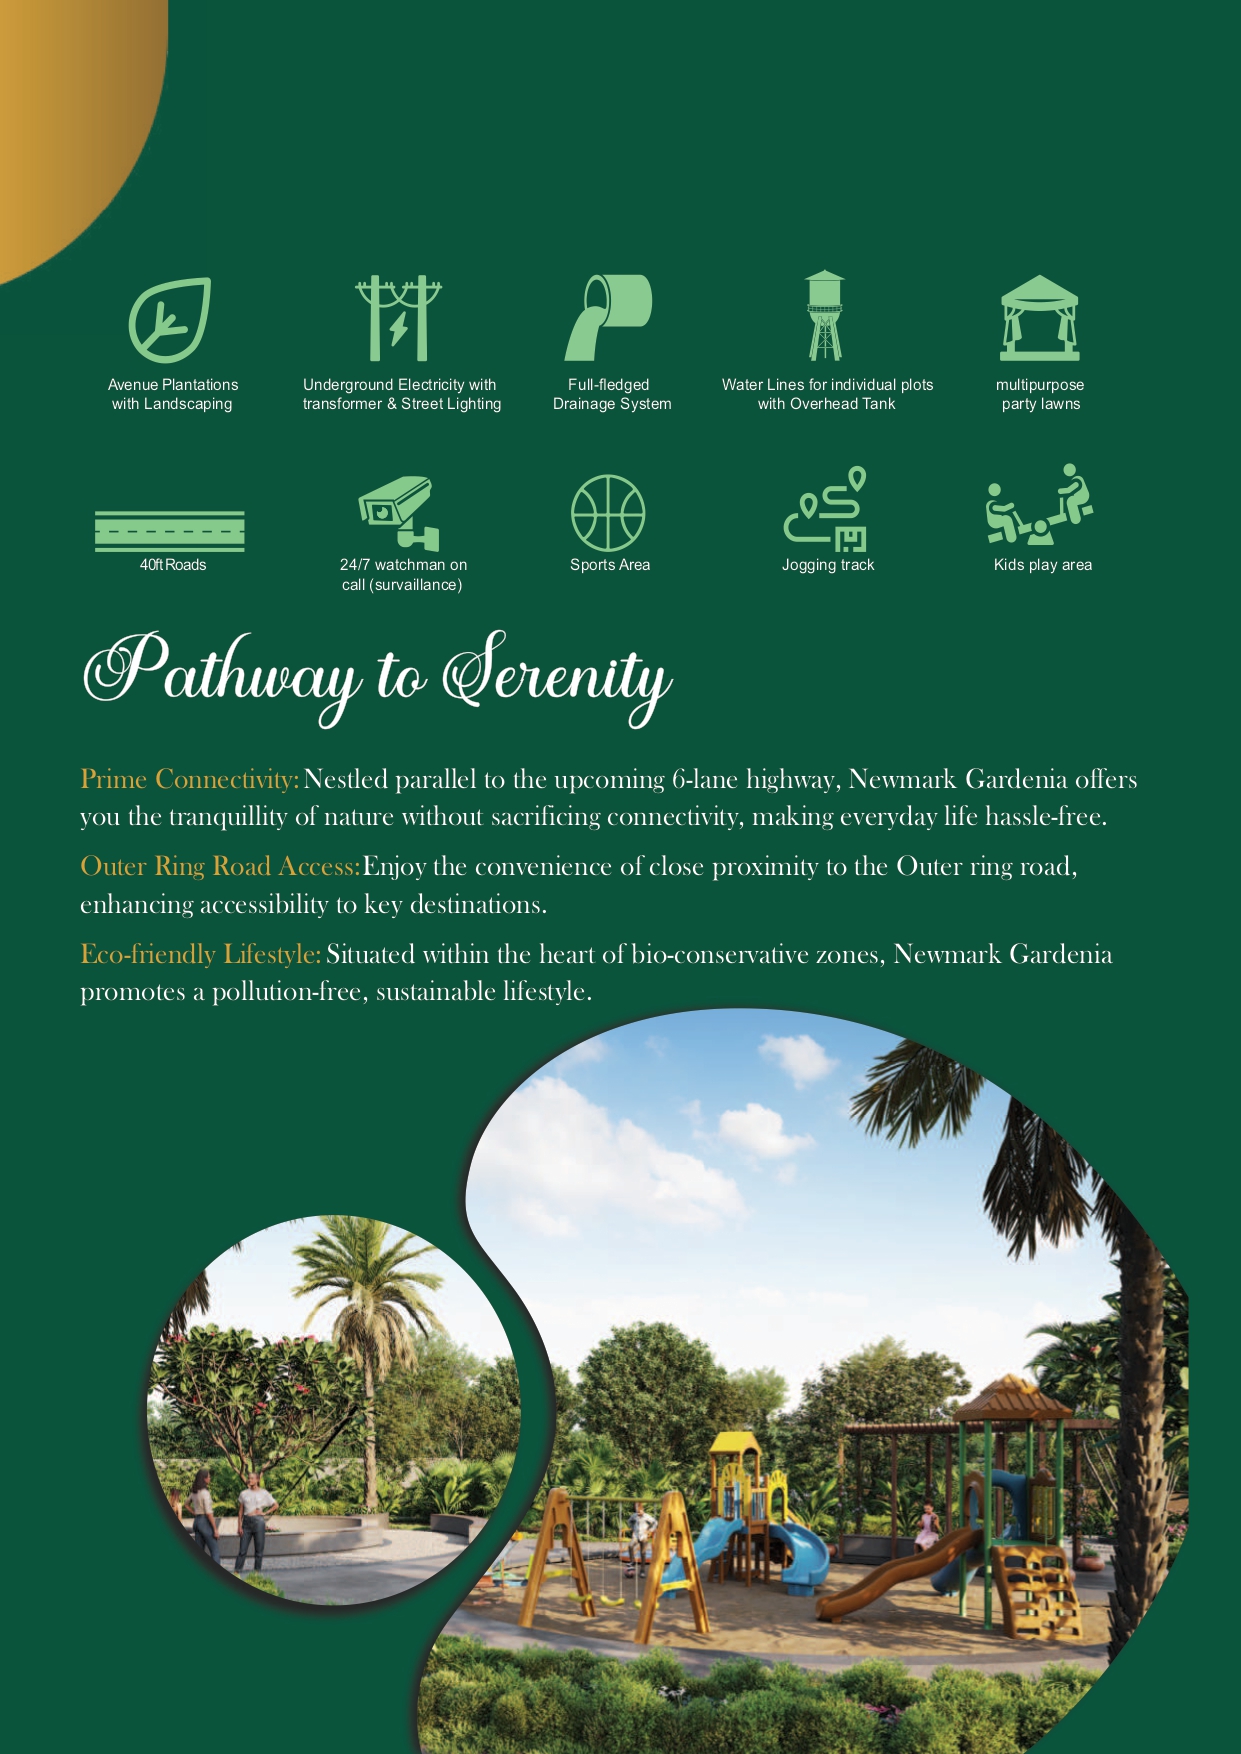 Avenue Plantations
with Landscaping
Underground Electricity with
transformer & Street Lighting
Full-fledged
Drainage System
Water Lines for individual plots
with Overhead Tank
multipurpose
party lawns
40ft Roads
24/7 watchman on
call (survaillance)
Sports Area
Jogging track
Kids play area
Pathway to Serenity
Prime Connectivity: Nestled parallel to the upcoming 6-lane highway, Newmark Gardenia offers
you the tranquillity of nature without sacrificing connectivity, making everyday life hassle-free.
Outer Ring Road Access: Enjoy the convenience of close proximity to the Outer ring road,
enhancing accessibility to key destinations.
Eco-friendly Lifestyle: Situated within the heart of bio-conservative zones, Newmark Gardenia
promotes a pollution-free, sustainable lifestyle.